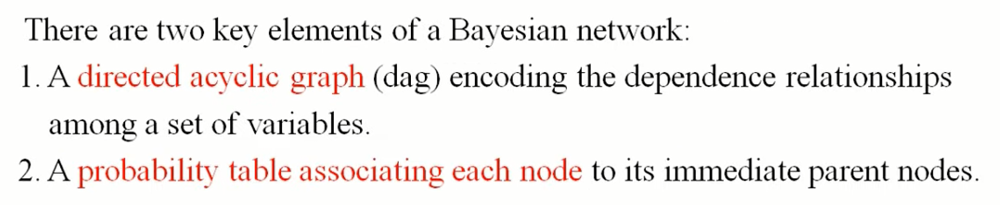 There are two key elements of a Bayesian network:
1. A directed acyclic graph (dag) encoding the dependence relationships
among a set of variables.
2. A probability table associating each node to its immediate parent nodes.